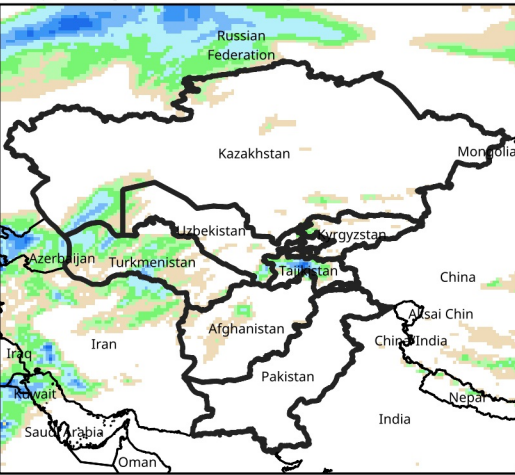 Russian
Federation
Kazakhstan
Mongolia
Uzbekistan
Kyrgyzstan
Azerbaijan
Turkmenistan
Tajikistan
China
Aksai Chin
Afghanistan
Iran
China/India
Iraq
Pakistan
Kuwait
Nepal
India
Saudi Arabia
Oman